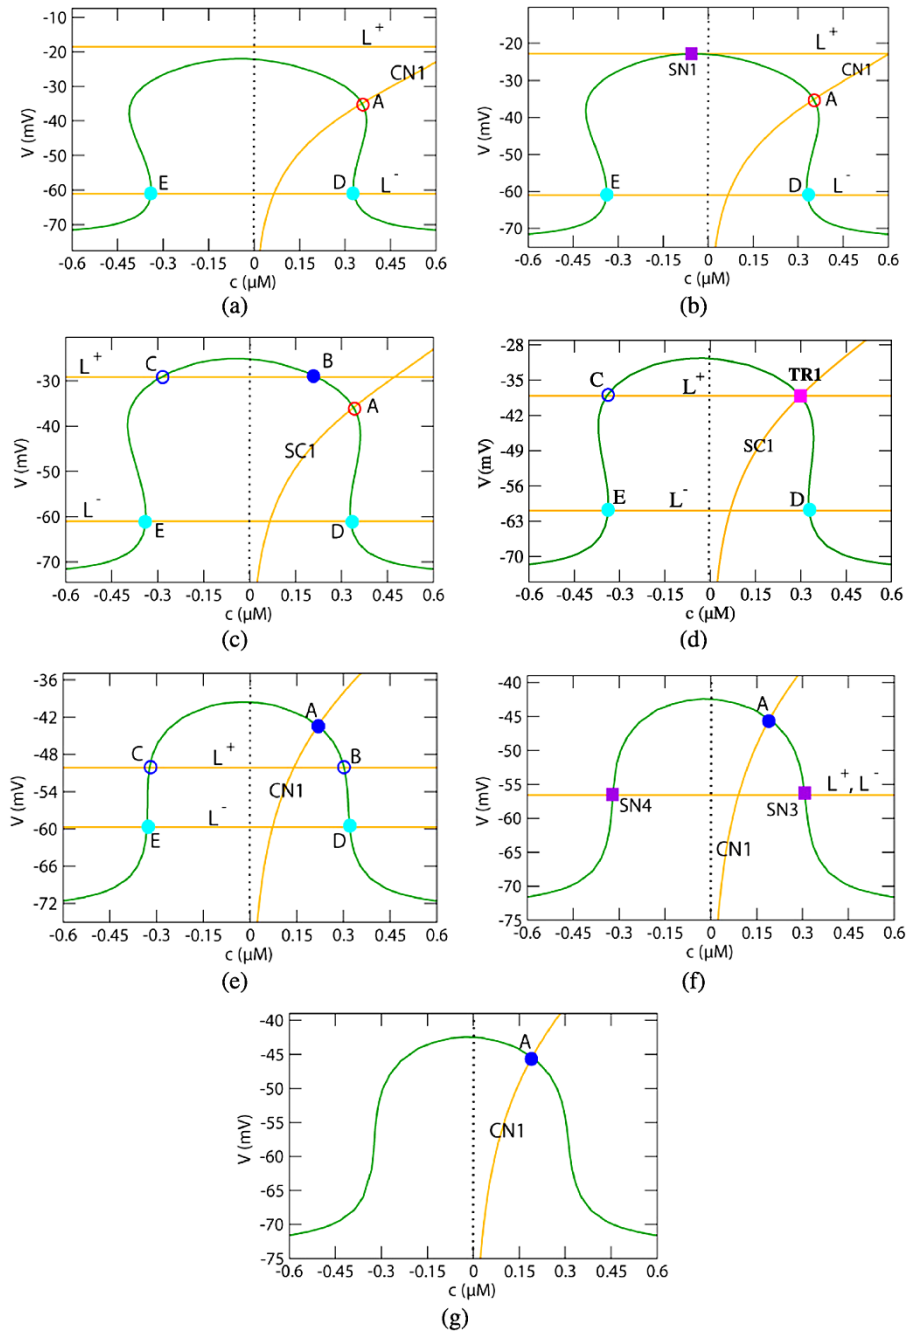 -10
-20
-30
-40
-50
-60
-70
V (mV)
L+
CN1
A
E
D
L-
-0.6 -0.45 -0.3 -0.15 0 0.15 0.3 0.45 0.6
c (μM)
(a)
-20
-30
-40
-50
-60
-70
V (mV)
L+
SN1
CN1
A
E
D
L-
-0.6 -0.45 -0.3 -0.15 0 0.15 0.3 0.45 0.6
c (μM)
(b)
-30
-40
-50
-60
-70
V (mV)
L+
C
B
A
SC1
L-
E
D
-0.6 -0.45 -0.3 -0.15 0 0.15 0.3 0.45 0.6
c (μM)
(c)
-28
-35
-42
-49
-56
-63
-70
V (mV)
C
L+
TR1
SC1
E
L-
D
-0.6 -0.45 -0.3 -0.15 0 0.15 0.3 0.45 0.6
c (μM)
(d)
-36
-42
-48
-54
-60
-66
-72
V (mV)
A
C
L+
B
CN1
L-
E
D
-0.6 -0.45 -0.3 -0.15 0 0.15 0.3 0.45 0.6
c (μM)
(e)
-40
-45
-50
-55
-60
-65
-70
-75
V (mV)
A
L+, L-
SN4
SN3
CN1
-0.6 -0.45 -0.3 -0.15 0 0.15 0.3 0.45 0.6
c (μM)
(f)
-40
-45
-50
-55
-60
-65
-70
-75
V (mV)
A
CN1
-0.6 -0.45 -0.3 -0.15 0 0.15 0.3 0.45 0.6
c (μM)
(g)